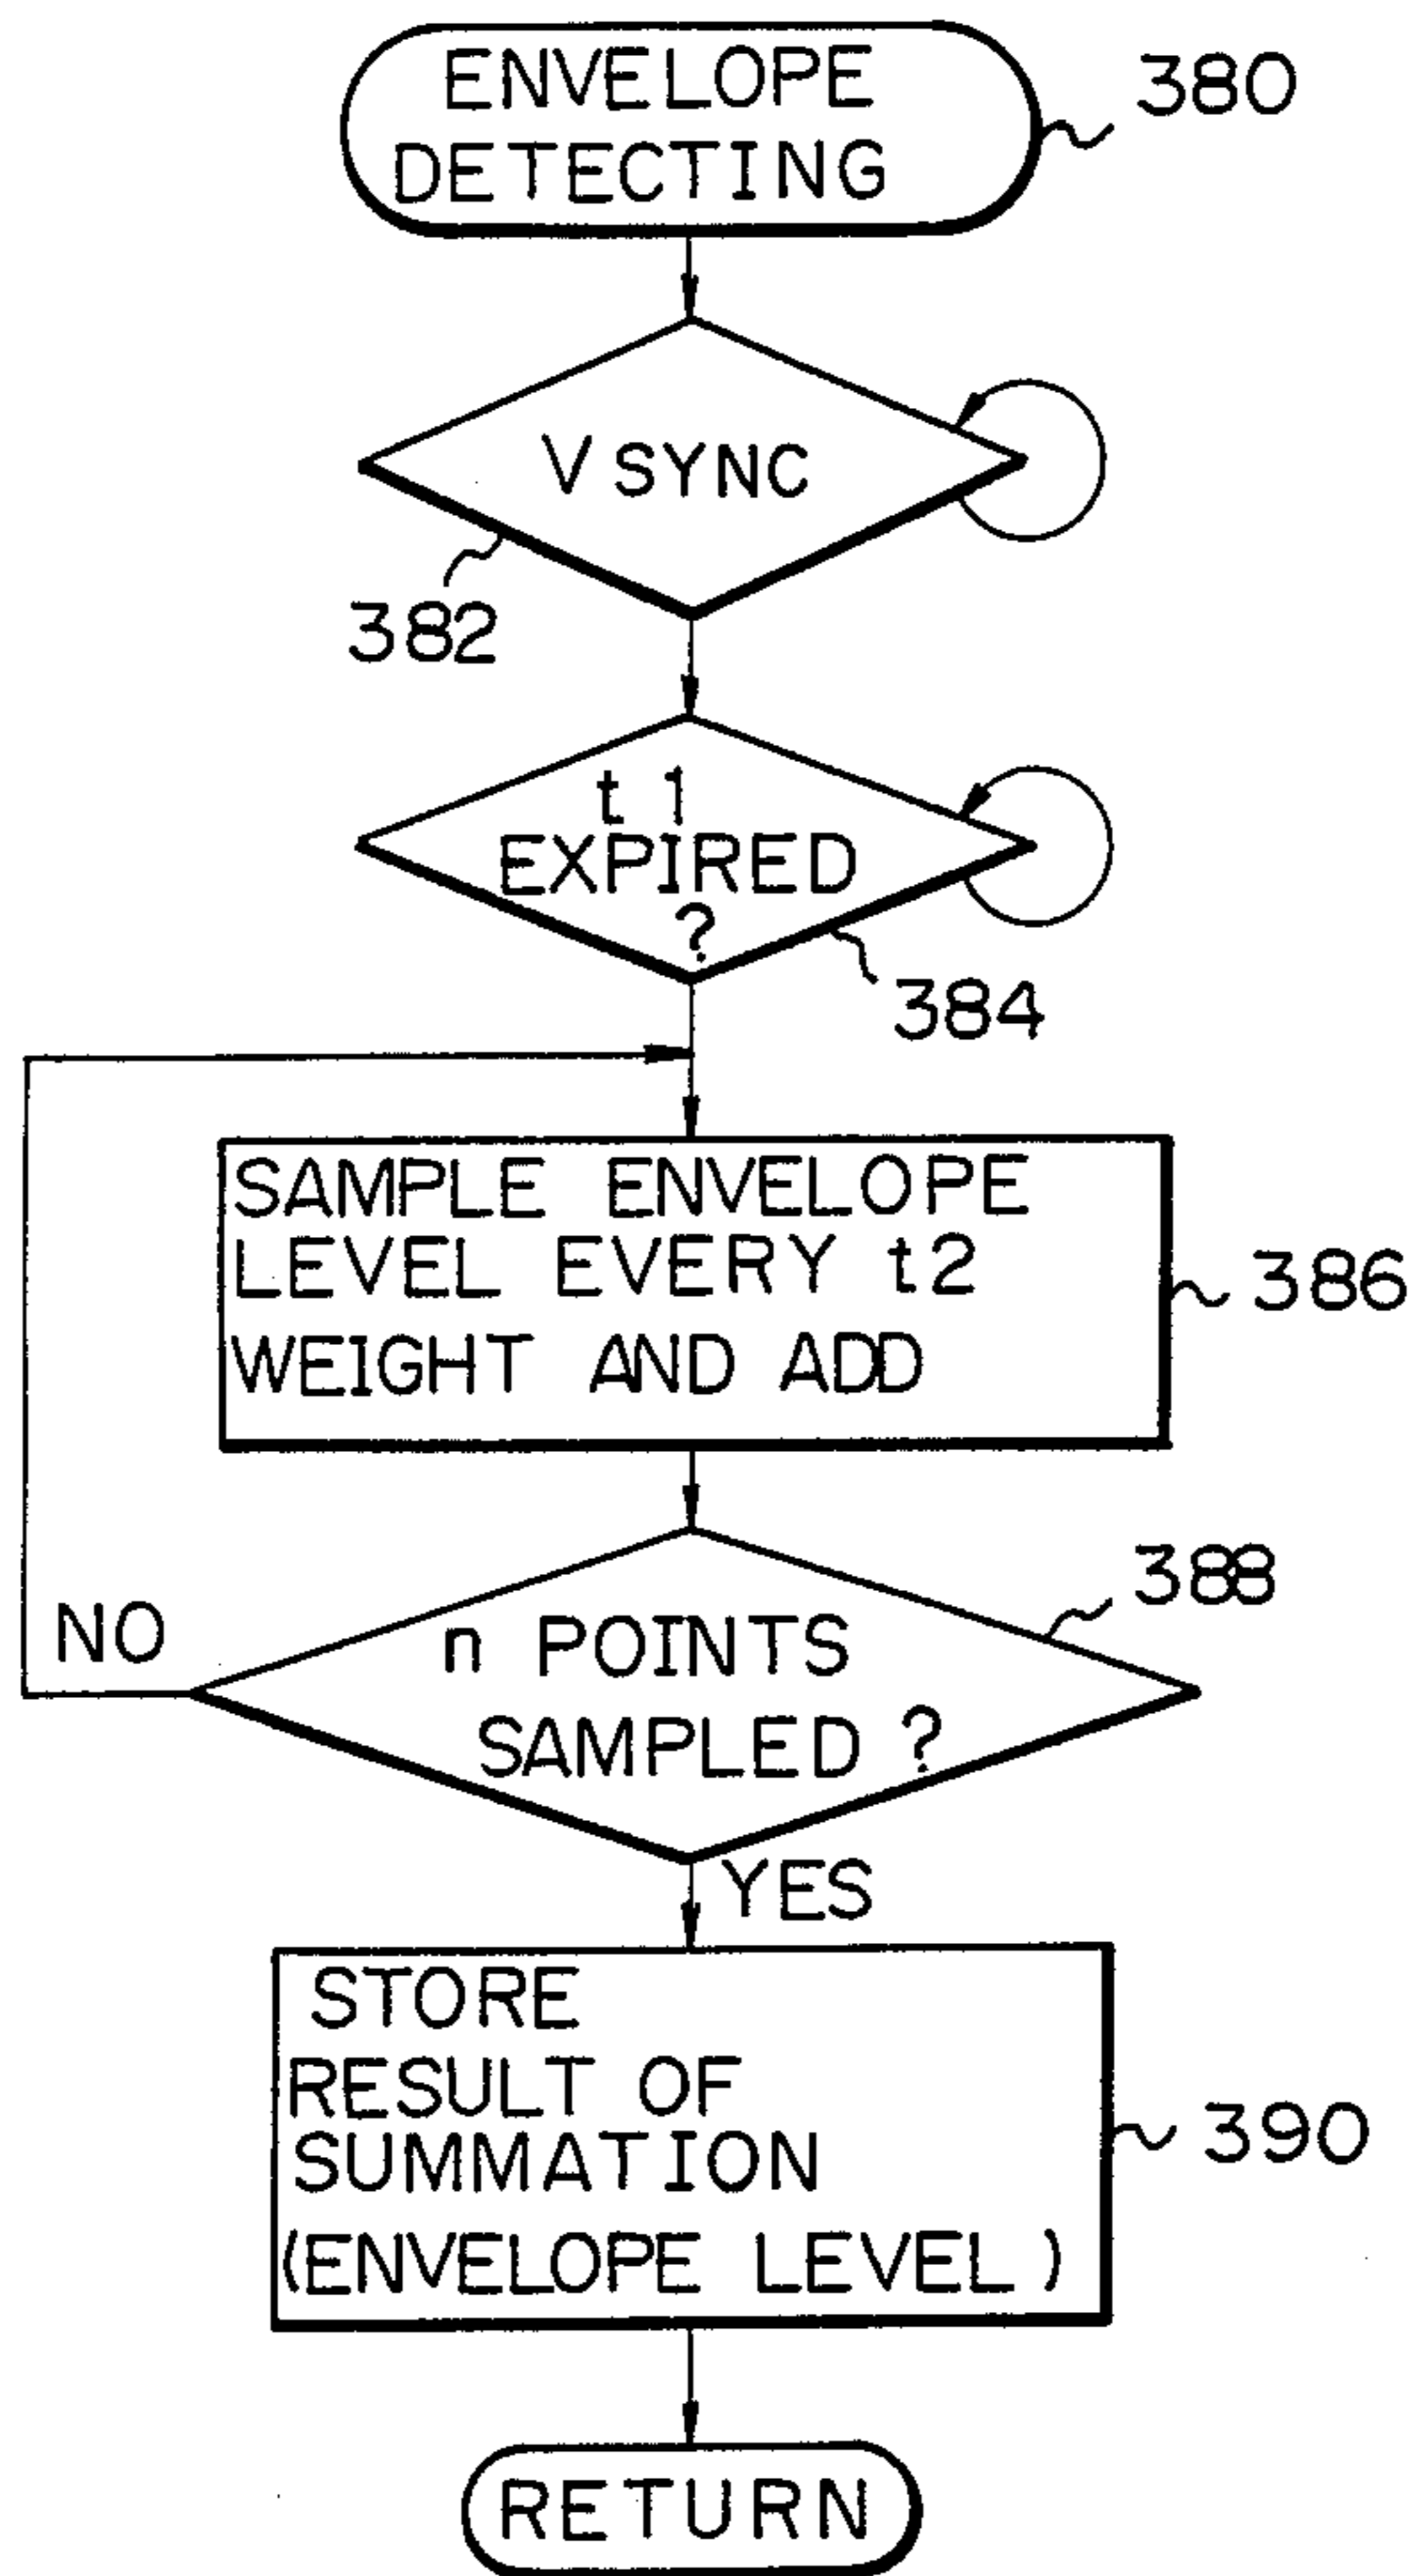 ENVELOPE
DETECTING
380
V SYNC
382
t 1
EXPIRED
?
384
SAMPLE ENVELOPE
LEVEL EVERY t2
WEIGHT AND ADD
386
388
NO
n POINTS
SAMPLED ?
YES
STORE
RESULT OF
SUMMATION
(ENVELOPE LEVEL)
390
RETURN